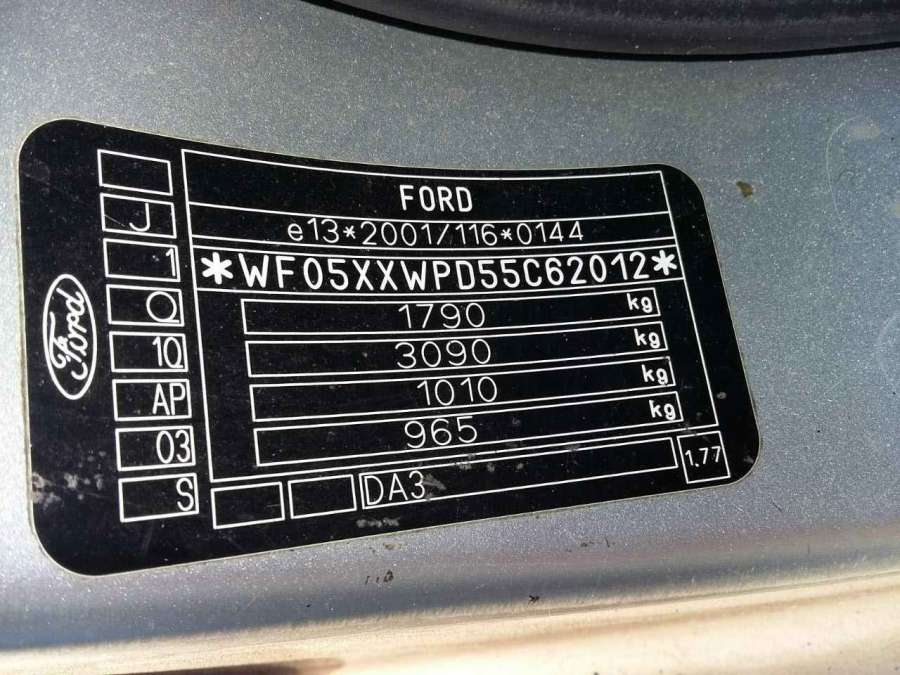 Ford
FORD
e13*2001/116*0144
*WF05XXWPD55C62012*
1790 kg
3090 kg
1010 kg
965 kg
J
1
Q
1Q
AP
03
S
DA3
1.77